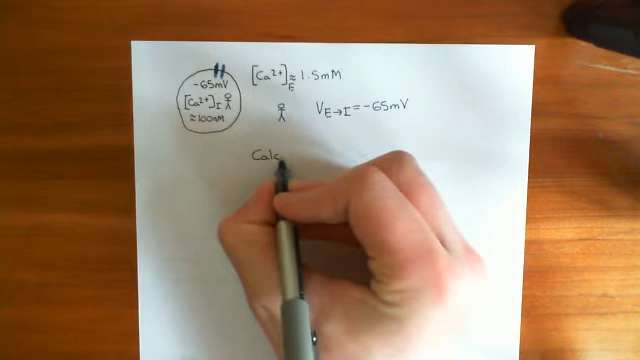 -65mV
[Ca²⁺]I
≈100nM
[Ca²⁺]E ≈ 1.5mM
VE→I = -65mV
Calc